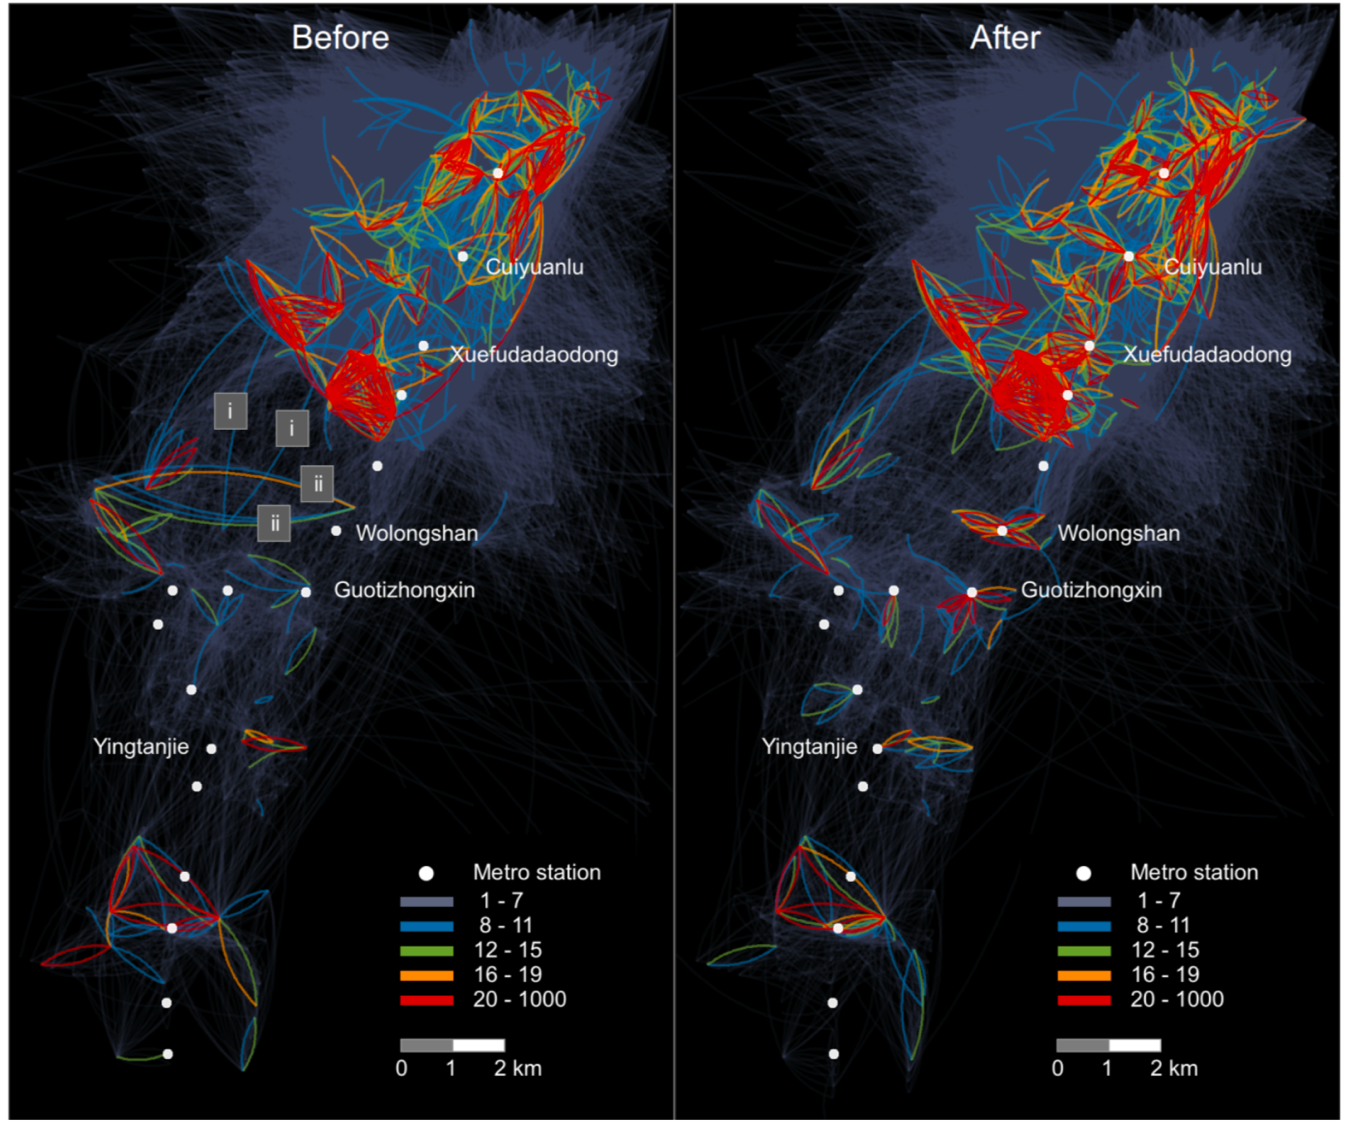 Before
Cuiyuanlu
Xuefudadaodong
i
i
ii
ii
Wolongshan
Guotizhongxin
Yingtanjie
Metro station
1 - 7
8 - 11
12 - 15
16 - 19
20 - 1000
0 1 2 km
After
Cuiyuanlu
Xuefudadaodong
Wolongshan
Guotizhongxin
Yingtanjie
Metro station
1 - 7
8 - 11
12 - 15
16 - 19
20 - 1000
0 1 2 km